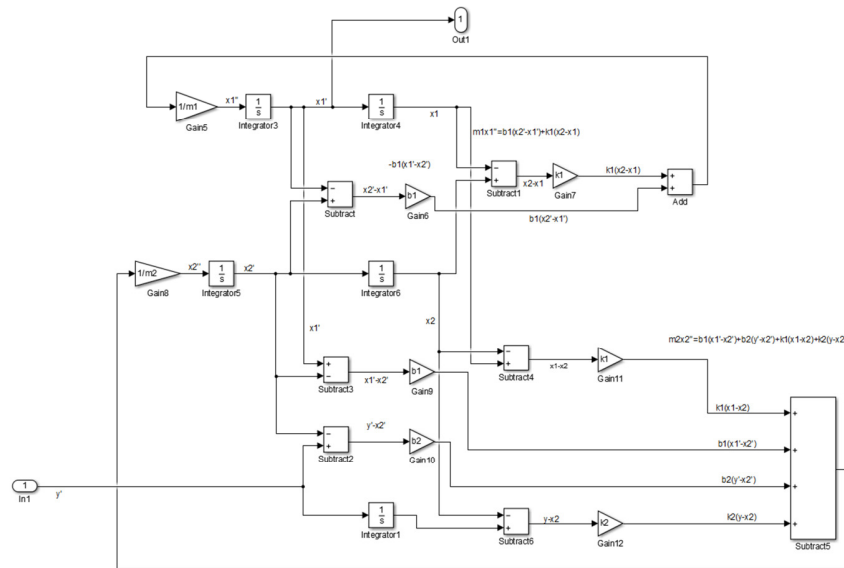 1
Out1
1/m1
Gain5
x1''
1
s
Integrator3
x1'
1
s
Integrator4
x1
m1x1''=b1(x2'-x1')+k1(x2-x1)
-b1(x1'-x2')
Subtract
x2'-x1'
b1
Gain6
Subtract1
x2-x1
k1
Gain7
k1(x2-x1)
b1(x2'-x1')
Add
1/m2
Gain8
x2''
1
s
Integrator5
x2'
1
s
Integrator6
x2
x1'
m2x2''=b1(x1'-x2')+b2(y'-x2')+k1(x1-x2)+k2(y-x2
Subtract3
x1'-x2'
b1
Gain9
Subtract4
x1-x2
k1
Gain11
k1(x1-x2)
Subtract2
y'-x2'
b2
Gain10
b1(x1'-x2')
b2(y'-x2')
1
In1
y'
1
s
Integrator1
Subtract6
y-x2
k2
Gain12
k2(y-x2)
Subtract5